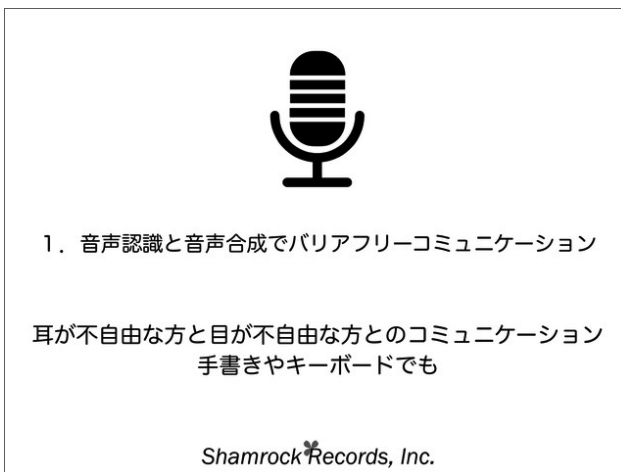 1．音声認識と音声合成でバリアフリーコミュニケーション
耳が不自由な方と目が不自由な方とのコミュニケーション
手書きやキーボードでも
Shamrock Records, Inc.